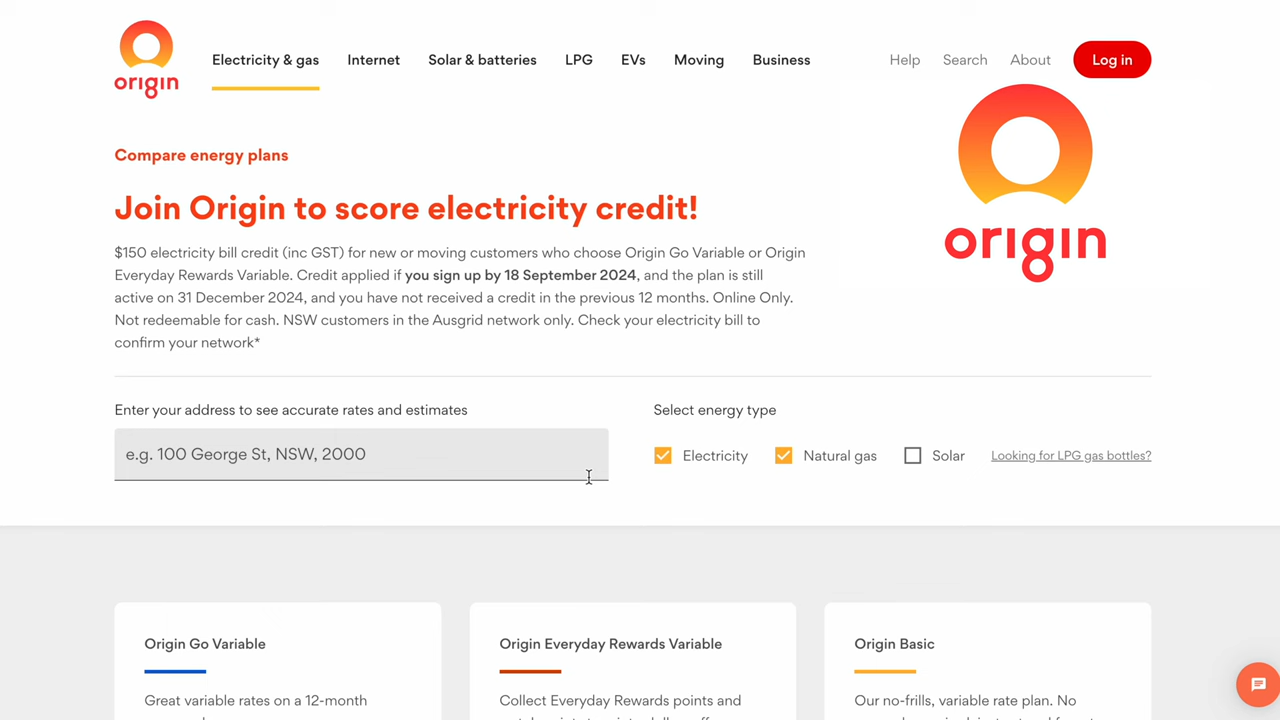 origin
Electricity & gas
Internet
Solar & batteries
LPG
EVs
Moving
Business
Help
Search
About
Log in
origin
Compare energy plans
Join Origin to score electricity credit!
$150 electricity bill credit (inc GST) for new or moving customers who choose Origin Go Variable or Origin
Everyday Rewards Variable. Credit applied if you sign up by 18 September 2024, and the plan is still
active on 31 December 2024, and you have not received a credit in the previous 12 months. Online Only.
Not redeemable for cash. NSW customers in the Ausgrid network only. Check your electricity bill to
confirm your network*
Enter your address to see accurate rates and estimates
e.g. 100 George St, NSW, 2000
Select energy type
Electricity
Natural gas
Solar
Looking for LPG gas bottles?
Origin Go Variable
Great variable rates on a 12-month
Origin Everyday Rewards Variable
Collect Everyday Rewards points and
Origin Basic
Our no-frills, variable rate plan. No